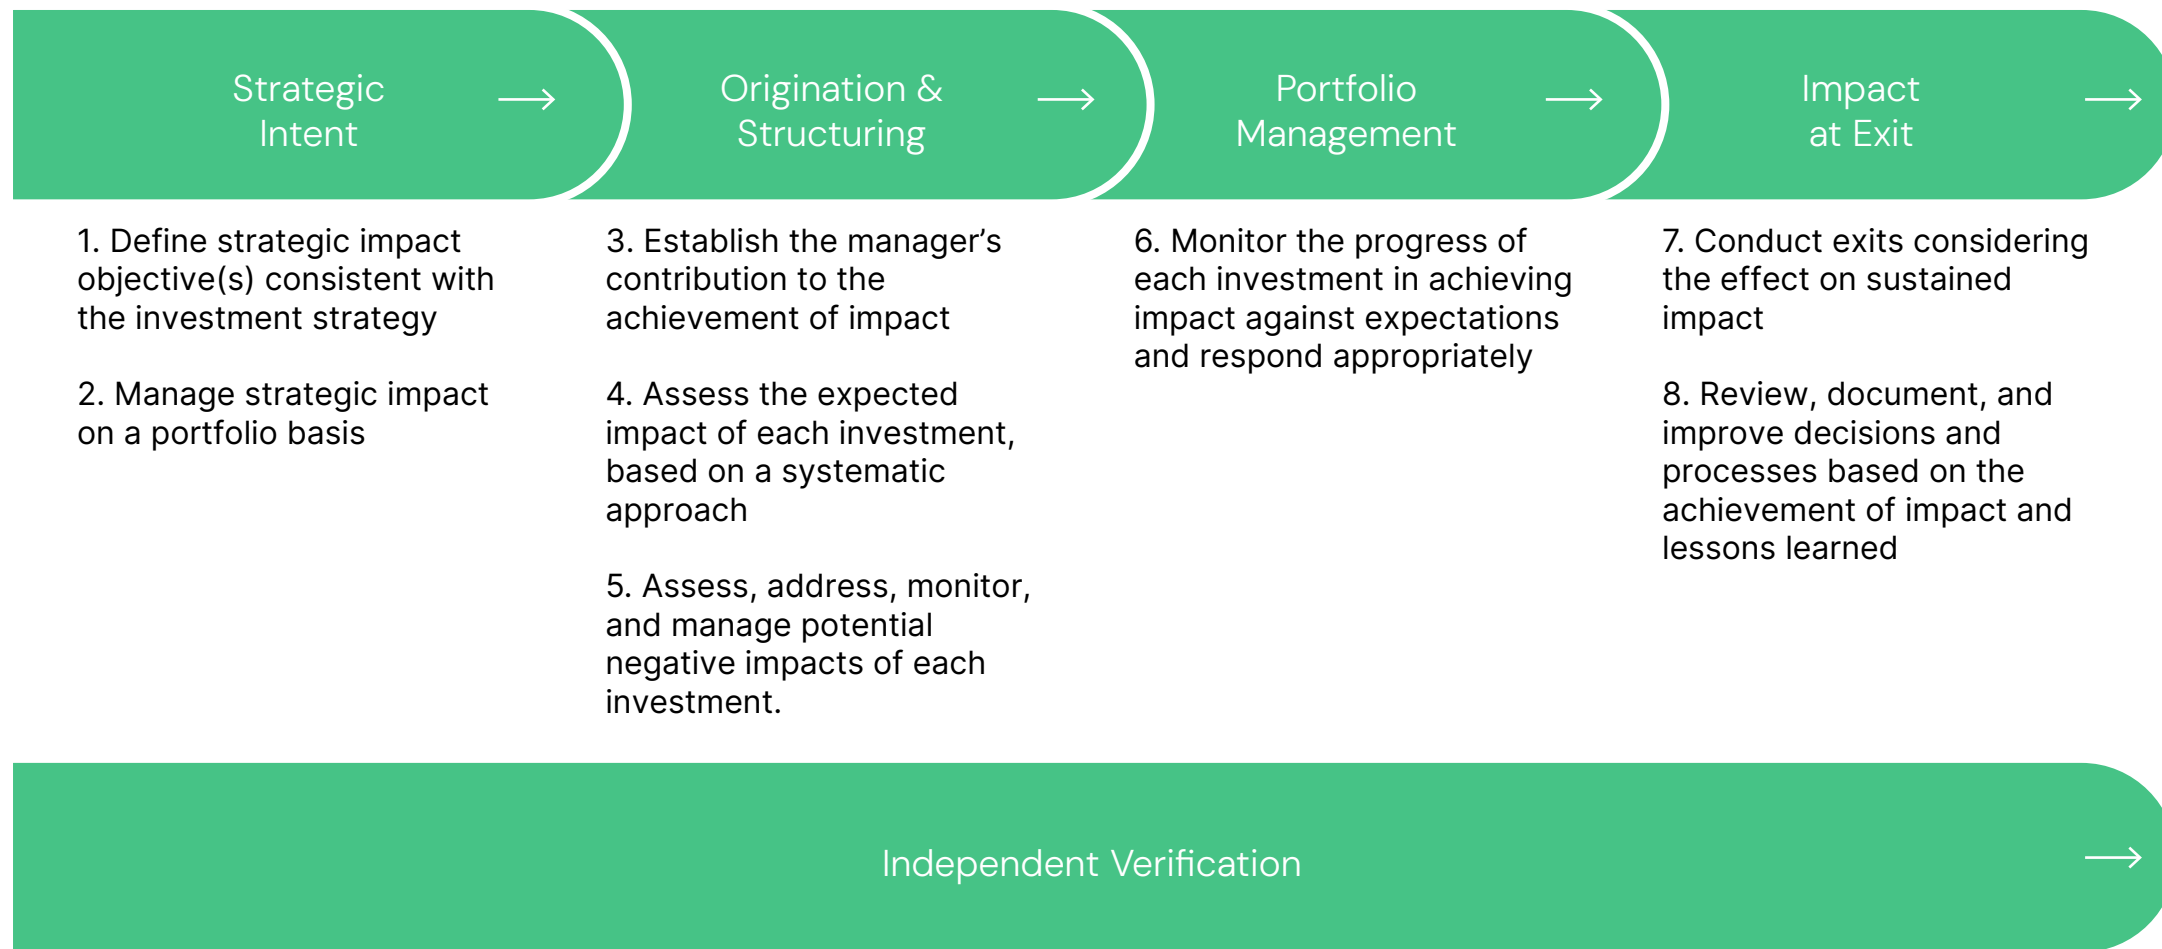 Strategic
Intent
Origination &
Structuring
Portfolio
Management
Impact
at Exit
1. Define strategic impact
objective(s) consistent with
the investment strategy
2. Manage strategic impact
on a portfolio basis
3. Establish the manager’s
contribution to the
achievement of impact
4. Assess the expected
impact of each investment,
based on a systematic
approach
5. Assess, address, monitor,
and manage potential
negative impacts of each
investment.
6. Monitor the progress of
each investment in achieving
impact against expectations
and respond appropriately
7. Conduct exits considering
the effect on sustained
impact
8. Review, document, and
improve decisions and
processes based on the
achievement of impact and
lessons learned
Independent Verification